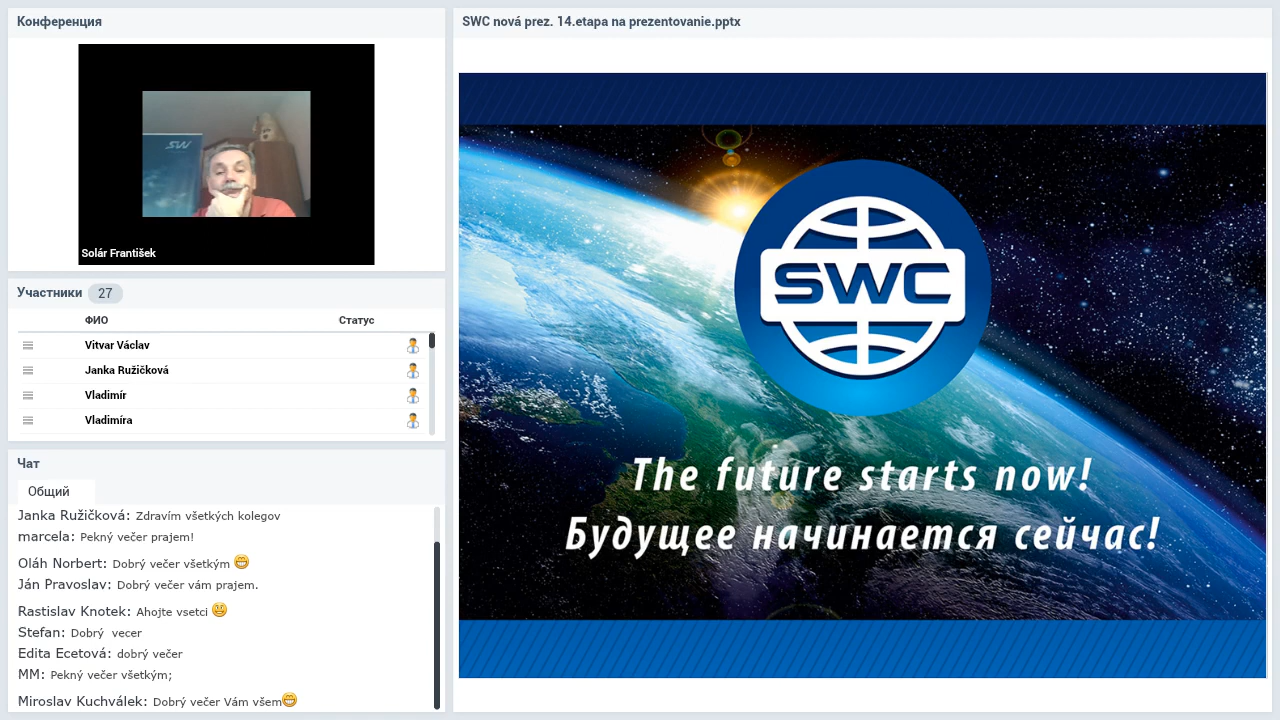 Конференция
SW
Solár František
Участники 27
ФИО Статус
Vitvar Václav
Janka Ružičková
Vladimír
Vladimíra
Чат
Общий
Janka Ružičková: Zdravím všetkých kolegov
marcela: Pekný večer prajem!
Oláh Norbert: Dobrý večer všetkým
Ján Pravoslav: Dobrý večer vám prajem.
Rastislav Knotek: Ahojte vsetci
Stefan: Dobrý  vecer
Edita Ecetová: dobrý večer
MM: Pekný večer všetkým;
Miroslav Kuchválek: Dobrý večer Vám všem
SWC nová prez. 14.etapa na prezentovanie.pptx
SWC
The future starts now!
Будущее начинается сейчас!